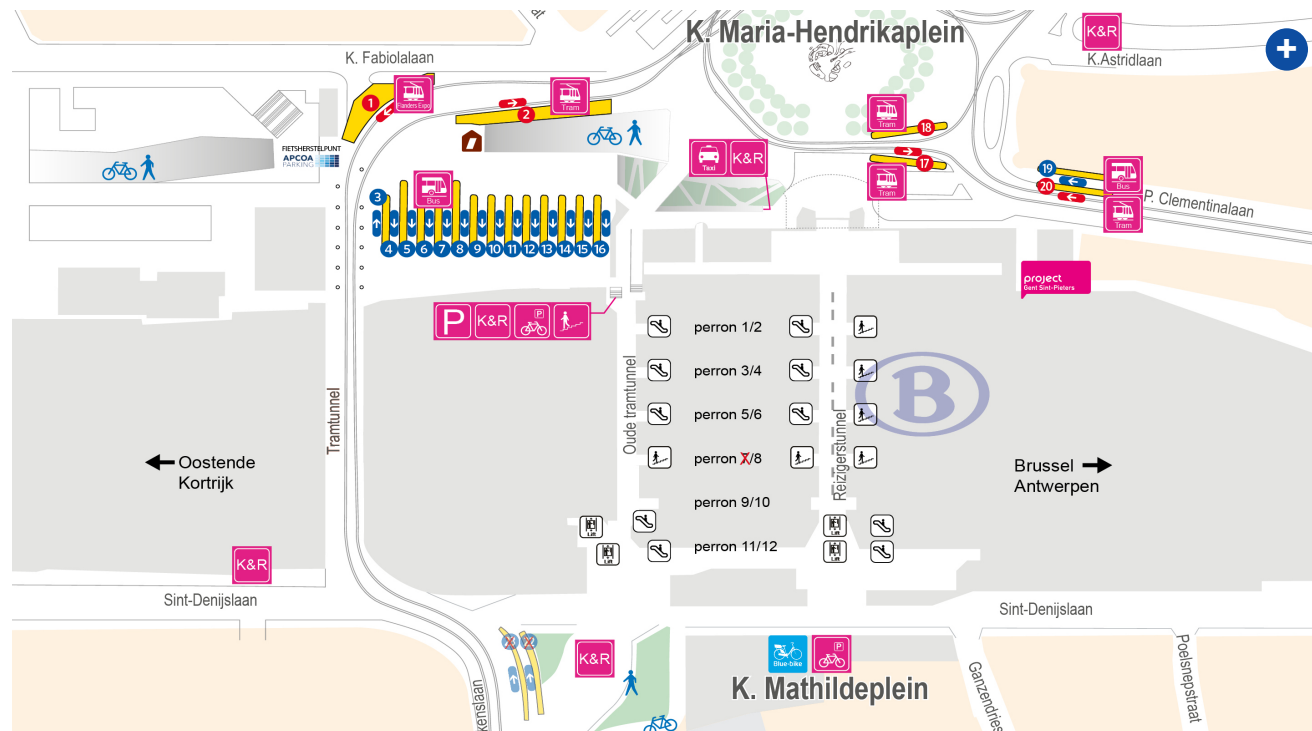 K. Maria-Hendrikaplein
K&R
K.Astridlaan
+
K. Fabiolalaan
1
Flanders Expo
2
Tram
Tram
18
17
Tram
FIETSHERSTELPUNT
APCOA
PARKING
Taxi
K&R
19
20
Bus
Tram
P. Clementinalaan
3
Bus
4
5
6
7
8
9
10
11
12
13
14
15
16
project
Gent Sint-Pieters
P
K&R
P
perron 1/2
perron 3/4
perron 5/6
perron 7/8
perron 9/10
perron 11/12
Tramtunnel
Oude tramtunnel
Reizigerstunnel
B
Oostende
Kortrijk
Brussel
Antwerpen
Lift
Lift
Lift
Lift
K&R
Sint-Denijslaan
Sint-Denijslaan
K&R
Blue-bike
P
K. Mathildeplein
Ganzendries
Poelsnepstraat